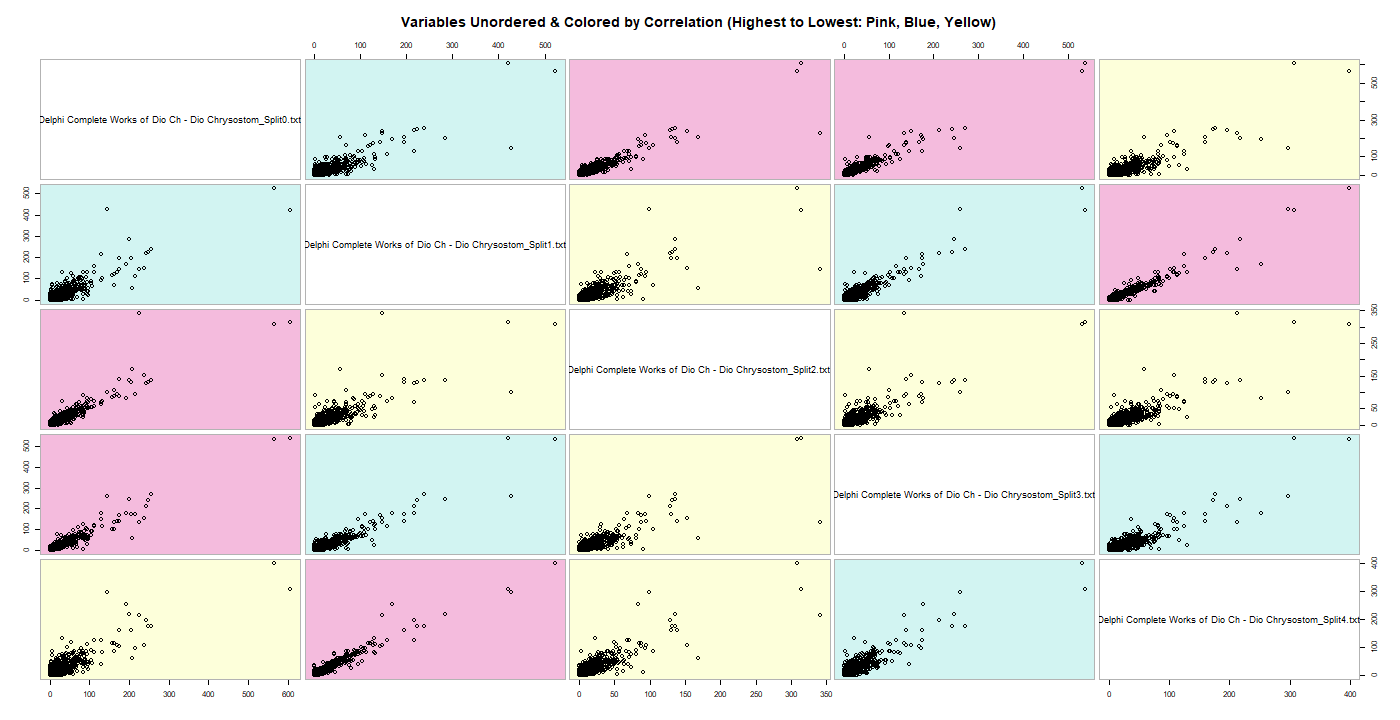 Variables Unordered & Colored by Correlation (Highest to Lowest: Pink, Blue, Yellow)
0 100 200 300 400 500
0 100 200 300 400 500
Delphi Complete Works of Dio Ch - Dio Chrysostom_Split0.txt
0 100 300 500
0 100 200 300 400 500
Delphi Complete Works of Dio Ch - Dio Chrysostom_Split1.txt
Delphi Complete Works of Dio Ch - Dio Chrysostom_Split2.txt
0 50 150 250 350
0 100 200 300 400 500
Delphi Complete Works of Dio Ch - Dio Chrysostom_Split3.txt
Delphi Complete Works of Dio Ch - Dio Chrysostom_Split4.txt
0 100 200 300 400
0 100 200 300 400 500 600
0 50 100 150 200 250 300 350
0 100 200 300 400